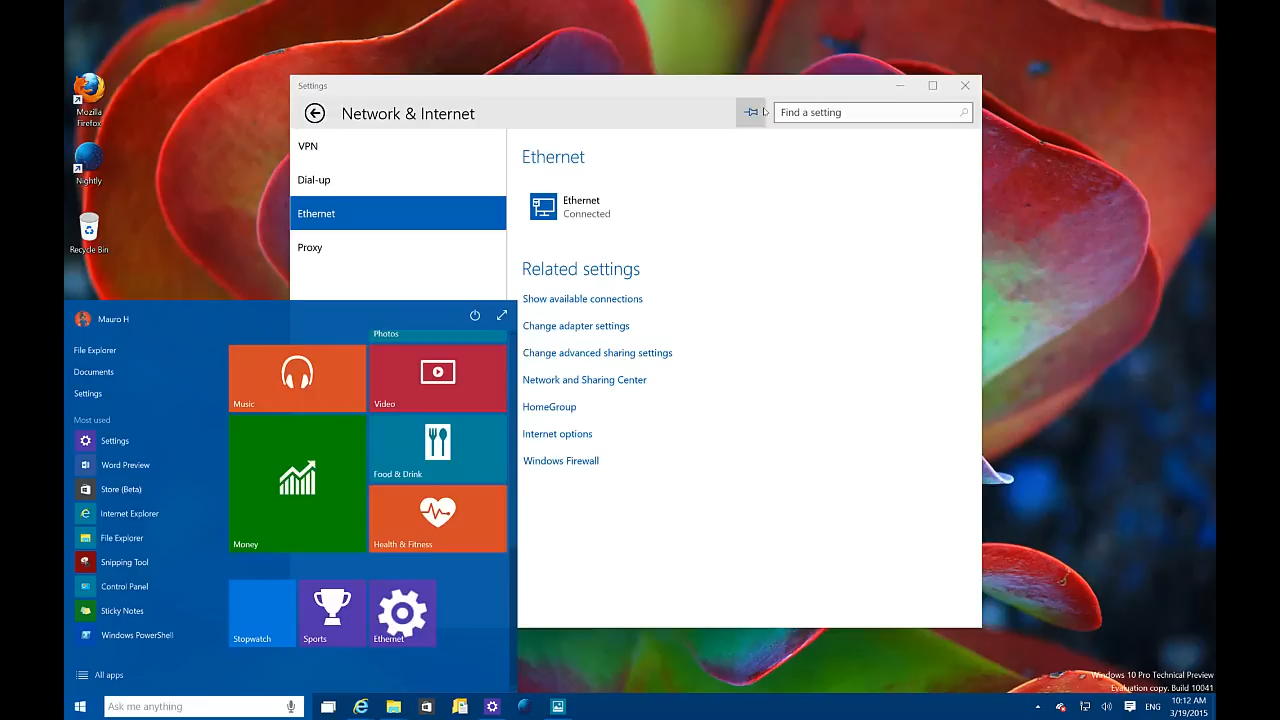 Mozilla
Firefox
Nightly
Recycle Bin
Settings
Network & Internet
Find a setting
VPN
Dial-up
Ethernet
Proxy
Ethernet
Ethernet
Connected
Related settings
Show available connections
Change adapter settings
Change advanced sharing settings
Network and Sharing Center
HomeGroup
Internet options
Windows Firewall
Mauro H
File Explorer
Documents
Settings
Most used
Settings
Word Preview
Store (Beta)
Internet Explorer
File Explorer
Snipping Tool
Control Panel
Sticky Notes
Windows PowerShell
All apps
Photos
Music
Video
Money
Food & Drink
Health & Fitness
Stopwatch
Sports
Ethernet
Windows 10 Pro Technical Preview
Evaluation copy. Build 10041
Ask me anything
ENG
10:12 AM
3/19/2015